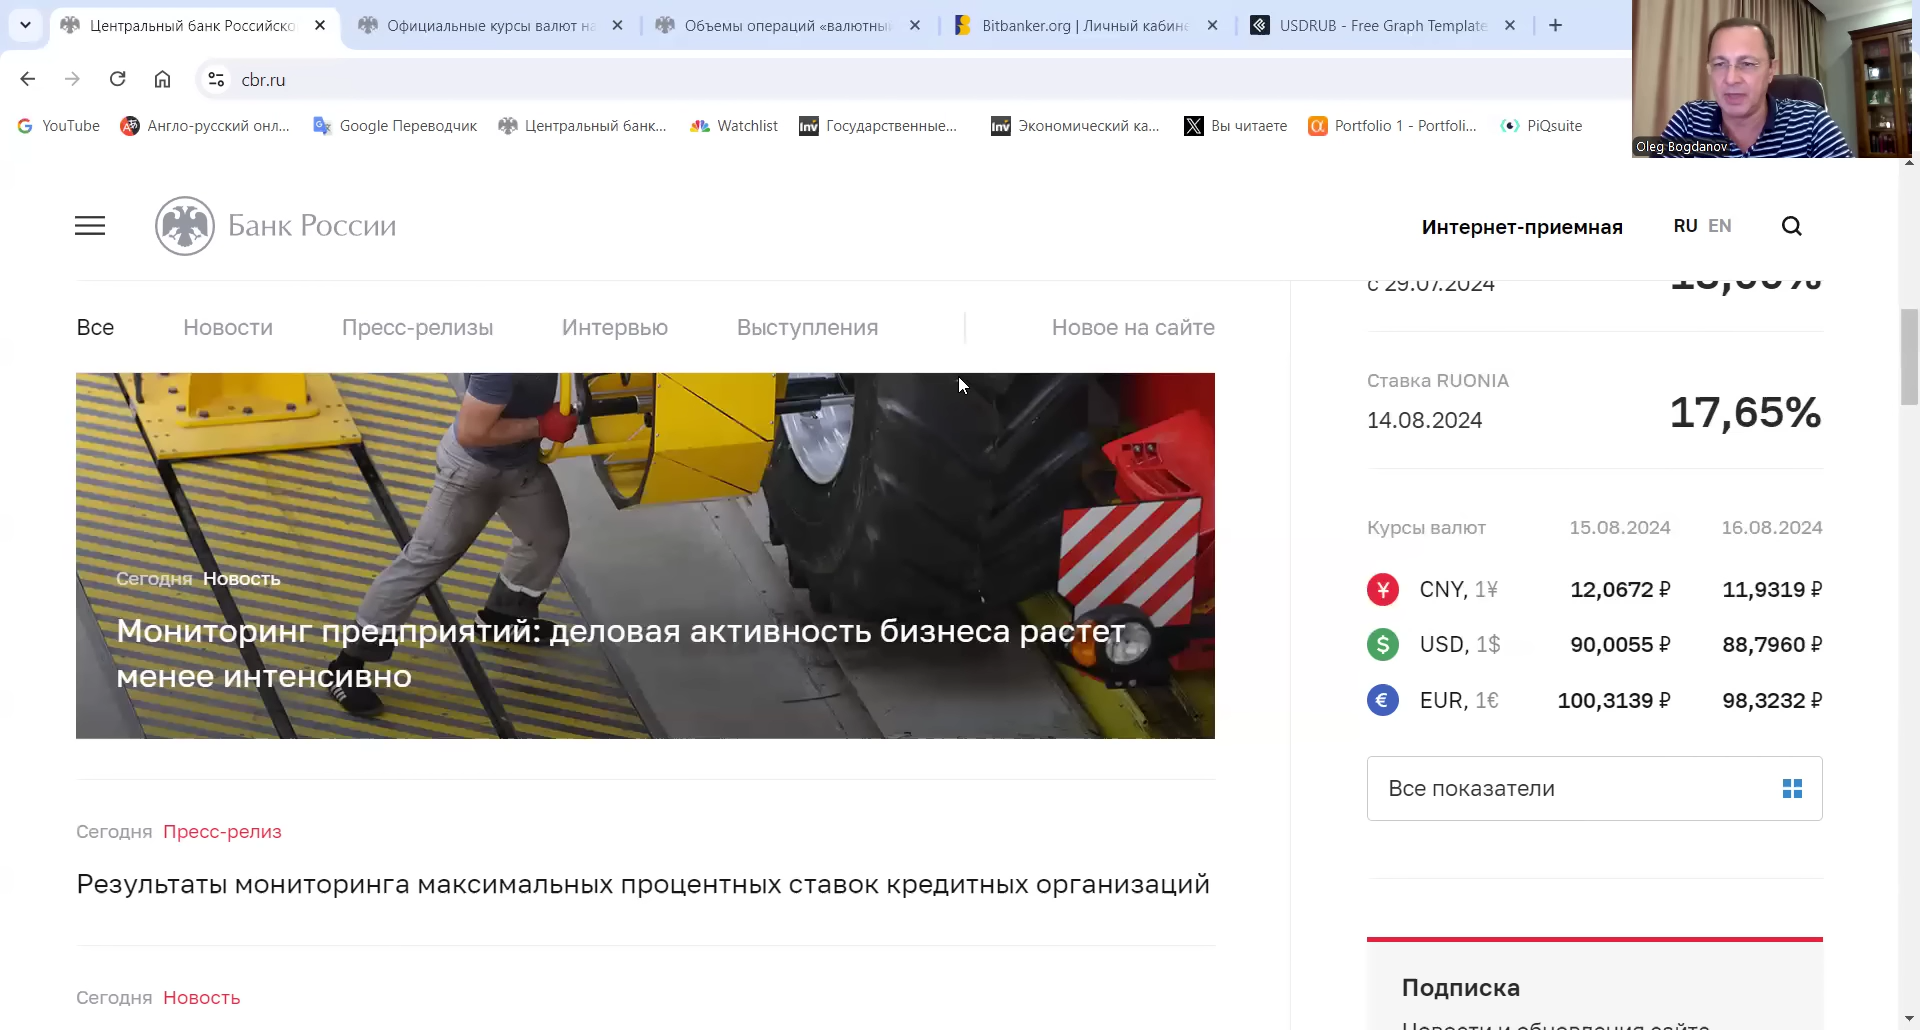 Центральный банк Российско
Официальные курсы валют на
Объемы операций «валютны
Bitbanker.org | Личный кабине
USDRUB - Free Graph Template
cbr.ru
YouTube
Англо-русский онл...
Google Переводчик
Центральный банк...
Watchlist
Государственные...
Экономический ка...
Вы читаете
Portfolio 1 - Portfoli...
PiQsuite
Oleg Bogdanov
Банк России
Интернет-приемная
RU EN
с 29.07.2024
Все
Новости
Пресс-релизы
Интервью
Выступления
Новое на сайте
Сегодня Новость
Мониторинг предприятий: деловая активность бизнеса растет
менее интенсивно
Сегодня Пресс-релиз
Результаты мониторинга максимальных процентных ставок кредитных организаций
Сегодня Новость
Ставка RUONIA
14.08.2024
17,65%
Курсы валют 15.08.2024 16.08.2024
¥ CNY, 1¥ 12,0672 ₽ 11,9319 ₽
$ USD, 1$ 90,0055 ₽ 88,7960 ₽
€ EUR, 1€ 100,3139 ₽ 98,3232 ₽
Все показатели
Подписка
Новости и обновления сайта